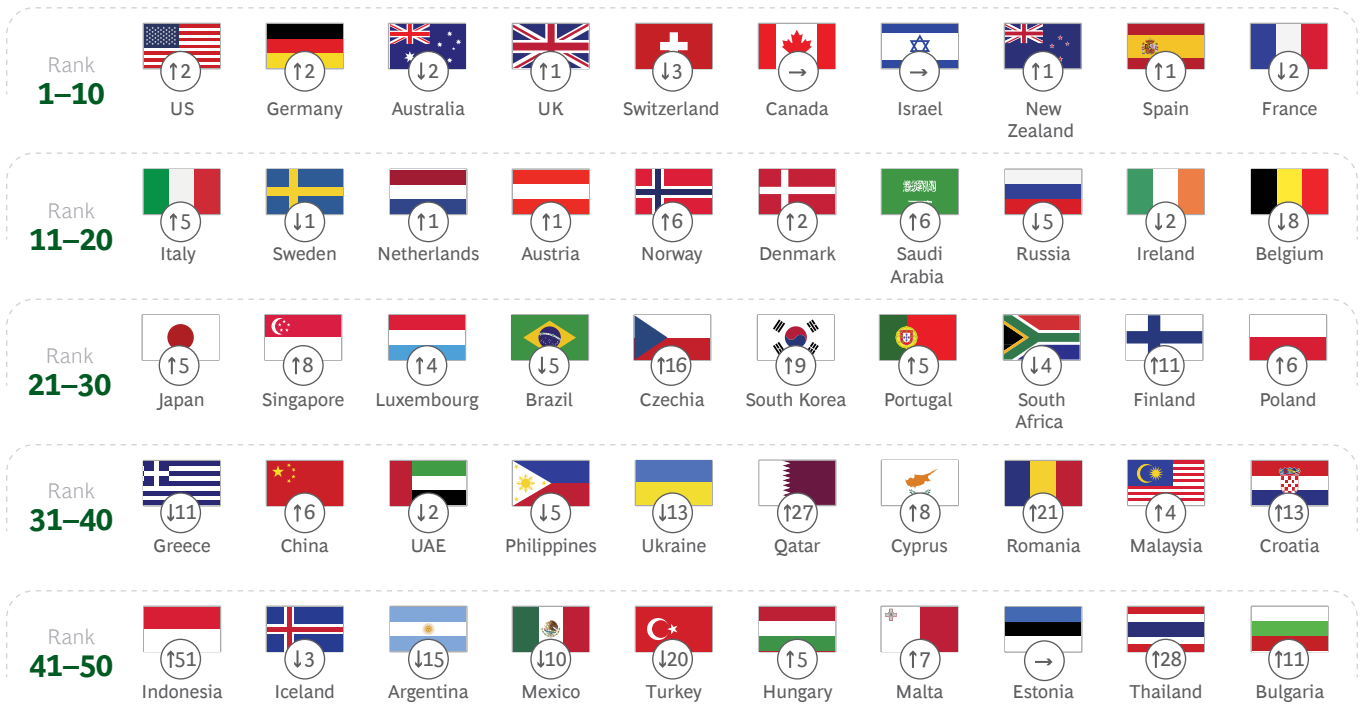 Rank
1–10
↑2
↑2
↓2
↑1
↓3
→
→
↑1
↑1
↓2
US
Germany
Australia
UK
Switzerland
Canada
Israel
New
Zealand
Spain
France
Rank
11–20
↑5
↓1
↑1
↑1
↑6
↑2
↑6
↓5
↓2
↓8
Italy
Sweden
Netherlands
Austria
Norway
Denmark
Saudi
Arabia
Russia
Ireland
Belgium
Rank
21–30
↑5
↑8
↑4
↓5
↑16
↑9
↑5
↓4
↑11
↑6
Japan
Singapore
Luxembourg
Brazil
Czechia
South Korea
Portugal
South
Africa
Finland
Poland
Rank
31–40
↓11
↑6
↓2
↓5
↓13
↑27
↑8
↑21
↑4
↑13
Greece
China
UAE
Philippines
Ukraine
Qatar
Cyprus
Romania
Malaysia
Croatia
Rank
41–50
↑51
↓3
↓15
↓10
↓20
↑5
↑7
→
↑28
↑11
Indonesia
Iceland
Argentina
Mexico
Turkey
Hungary
Malta
Estonia
Thailand
Bulgaria